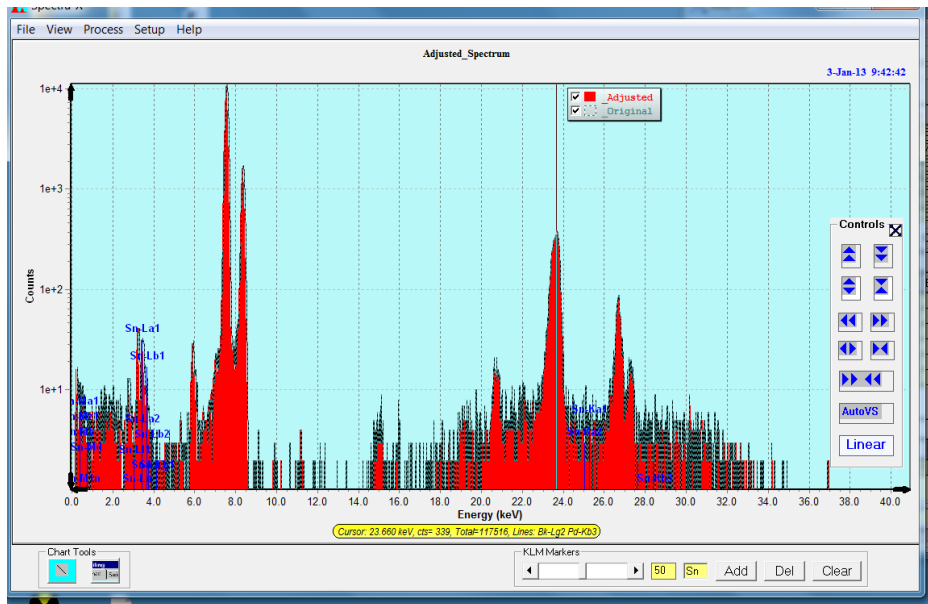 Spectra-X
File View Process Setup Help
Adjusted_Spectrum
3-Jan-13 9:42:42
_Adjusted
_Original
1e+4
1e+3
1e+2
1e+1
Counts
Sn-La1
Sn-Lb1
Sn-Ka1
Controls
AutoVS
Linear
0.0 2.0 4.0 6.0 8.0 10.0 12.0 14.0 16.0 18.0 20.0 22.0 24.0 26.0 28.0 30.0 32.0 34.0 36.0 38.0 40.0
Energy (keV)
Cursor: 23.660 keV, cts= 339, Total=117516, Lines: Bk-Lg2 Pd-Kb3
Chart Tools
KLM Markers
50 Sn Add Del Clear